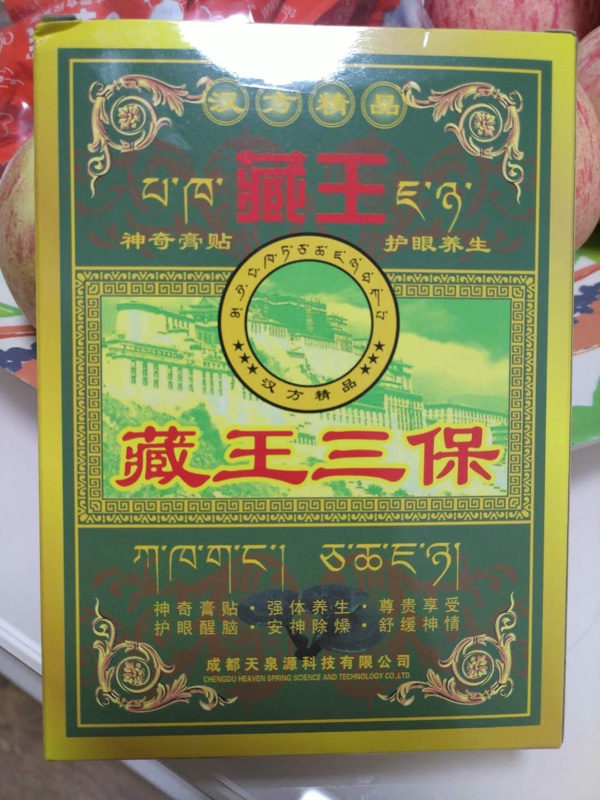 汉方精品
པ་ཁ་ 藏王 ཇ་ཉ་
神奇膏贴 护眼养生
汉方精品
藏王三保
ཀ་ཁ་ག་ང་། ཅ་ཆ་ཇ་ཉ།
神奇膏贴·强体养生·尊贵享受
护眼醒脑·安神除燥·舒缓神情
成都天泉源科技有限公司
CHENGDU HEAVEN SPRING SCIENCE AND TECHNOLOGY CO.,LTD.